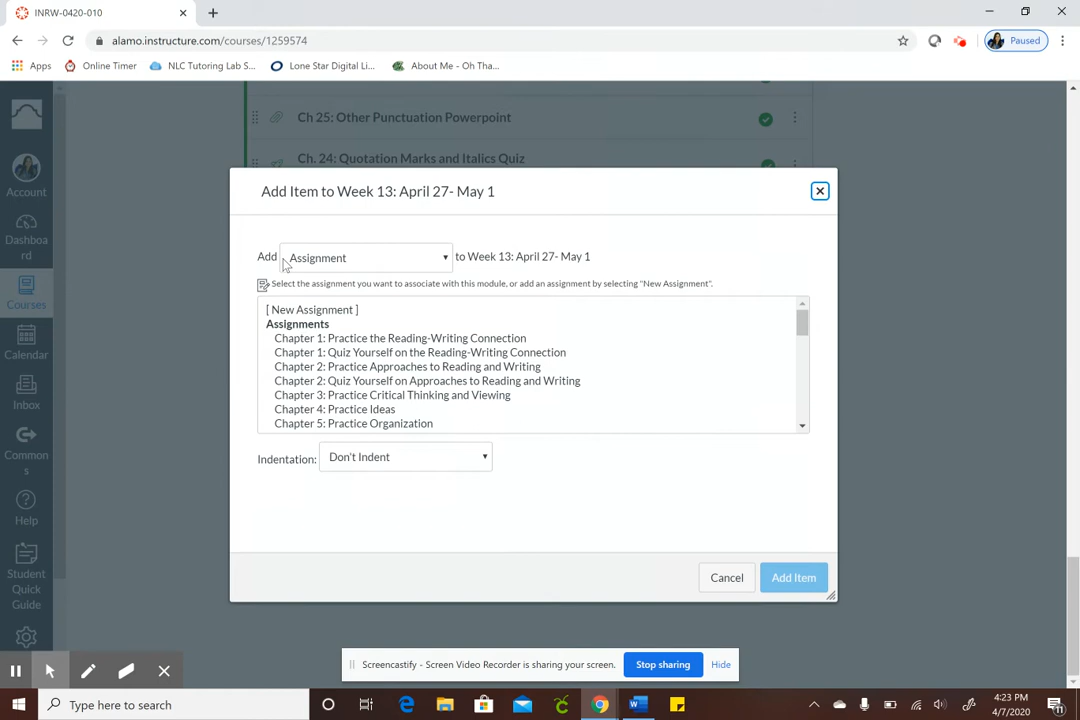 INRW-0420-010
alamo.instructure.com/courses/1259574
Paused
Apps
Online Timer
NLC Tutoring Lab S...
Lone Star Digital Li...
About Me - Oh Tha...
Ch 25: Other Punctuation Powerpoint
Ch. 24: Quotation Marks and Italics Quiz
Account
Dashboa
rd
Courses
Calendar
Inbox
Common
s
Help
Student
Quick
Guide
Add Item to Week 13: April 27- May 1
Add Assignment to Week 13: April 27- May 1
Select the assignment you want to associate with this module, or add an assignment by selecting "New Assignment".
[ New Assignment ]
Assignments
Chapter 1: Practice the Reading-Writing Connection
Chapter 1: Quiz Yourself on the Reading-Writing Connection
Chapter 2: Practice Approaches to Reading and Writing
Chapter 2: Quiz Yourself on Approaches to Reading and Writing
Chapter 3: Practice Critical Thinking and Viewing
Chapter 4: Practice Ideas
Chapter 5: Practice Organization
Indentation: Don't Indent
Cancel
Add Item
Screencastify - Screen Video Recorder is sharing your screen.
Stop sharing
Hide
Type here to search
4:23 PM
4/7/2020
11